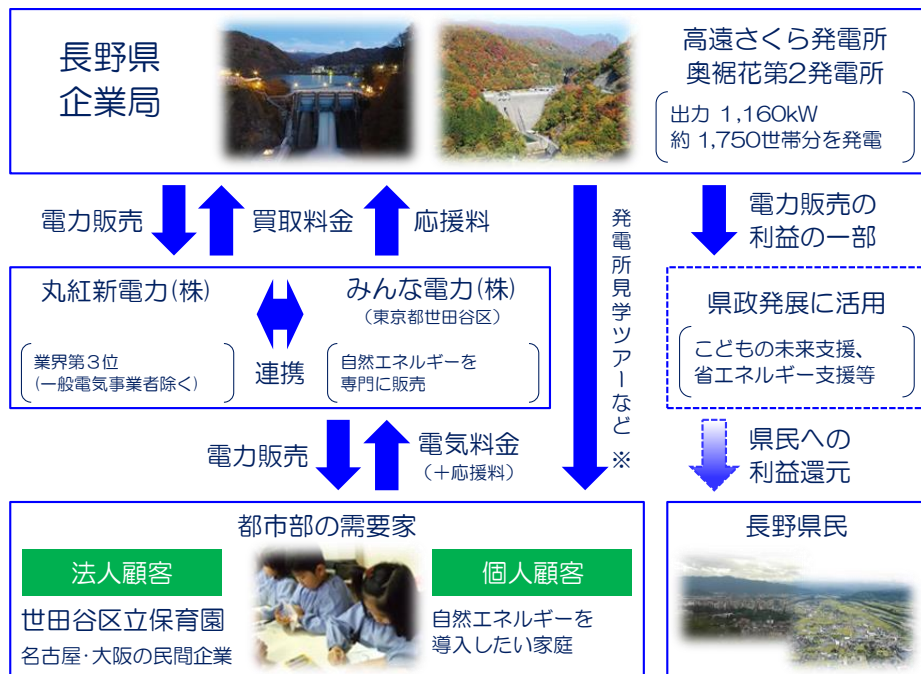 長野県
企業局
高遠さくら発電所
奥裾花第2発電所
出力 1,160kW
約 1,750世帯分を発電
電力販売
買取料金
応援料
発電所見学ツアーなど ※
電力販売の
利益の一部
丸紅新電力(株)
業界第3位
(一般電気事業者除く)
連携
みんな電力(株)
(東京都世田谷区)
自然エネルギーを
専門に販売
県政発展に活用
こどもの未来支援、
省エネルギー支援等
電力販売
電気料金
(+応援料)
県民への
利益還元
都市部の需要家
法人顧客
世田谷区立保育園
名古屋・大阪の民間企業
個人顧客
自然エネルギーを
導入したい家庭
長野県民